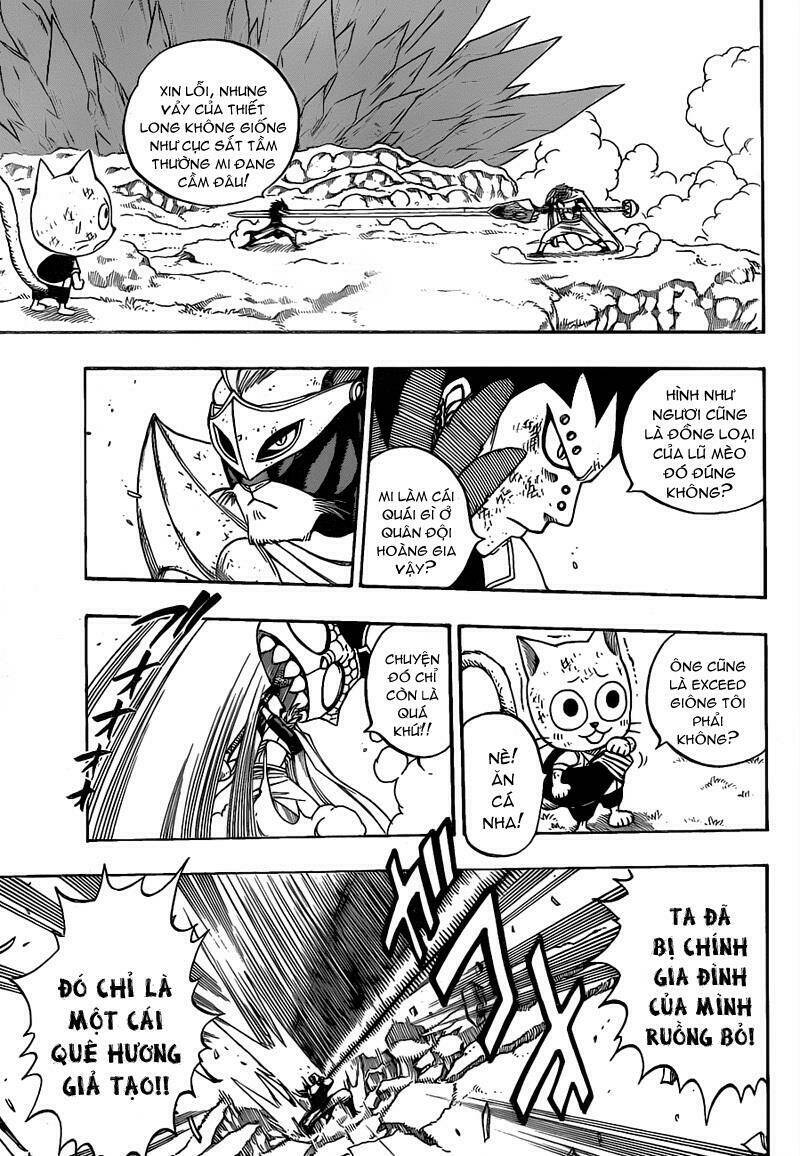 XIN LỖI, NHƯNG
VẢY CỦA THIẾT
LONG KHÔNG GIỐNG
NHƯ CỤC SẮT TẦM
THƯỜNG MI ĐANG
CẦM ĐÂU!
HÌNH NHƯ
NGƯƠI CŨNG
LÀ ĐỒNG LOẠI
CỦA LŨ MÈO
ĐÓ ĐÚNG
KHÔNG?
MI LÀM CÁI
QUÁI GÌ Ở
QUÂN ĐỘI
HOÀNG GIA
VẬY?
ÔNG CŨNG
LÀ EXCEED
GIÔNG TÔI
PHẢI
KHÔNG?
NÈ!
ĂN CÁ
NHA!
CHUYỆN
ĐÓ CHỈ
CÒN LÀ
QUÁ
KHỨ!!
TA ĐÃ
BỊ CHÍNH
GIA ĐÌNH
CỦA MÌNH
RUỒNG BỎ!
ĐÓ CHỈ LÀ
MỘT CÁI
QUÊ HƯƠNG
GIẢ TẠO!!